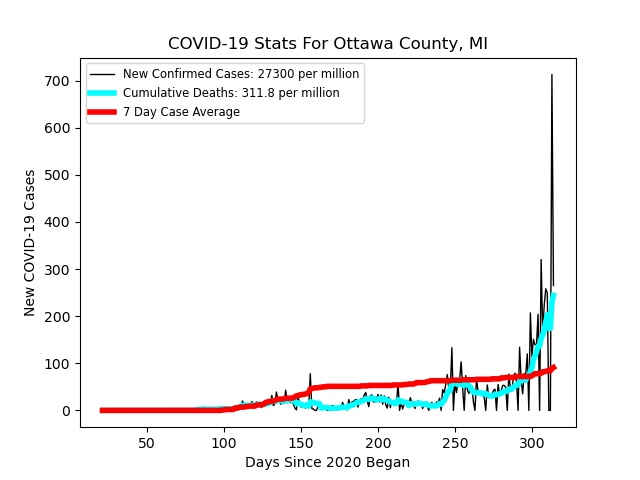 COVID-19 Stats For Ottawa County, MI
New Confirmed Cases: 27300 per million
Cumulative Deaths: 311.8 per million
7 Day Case Average
New COVID-19 Cases
700
600
500
400
300
200
100
0
50 100 150 200 250 300
Days Since 2020 Began